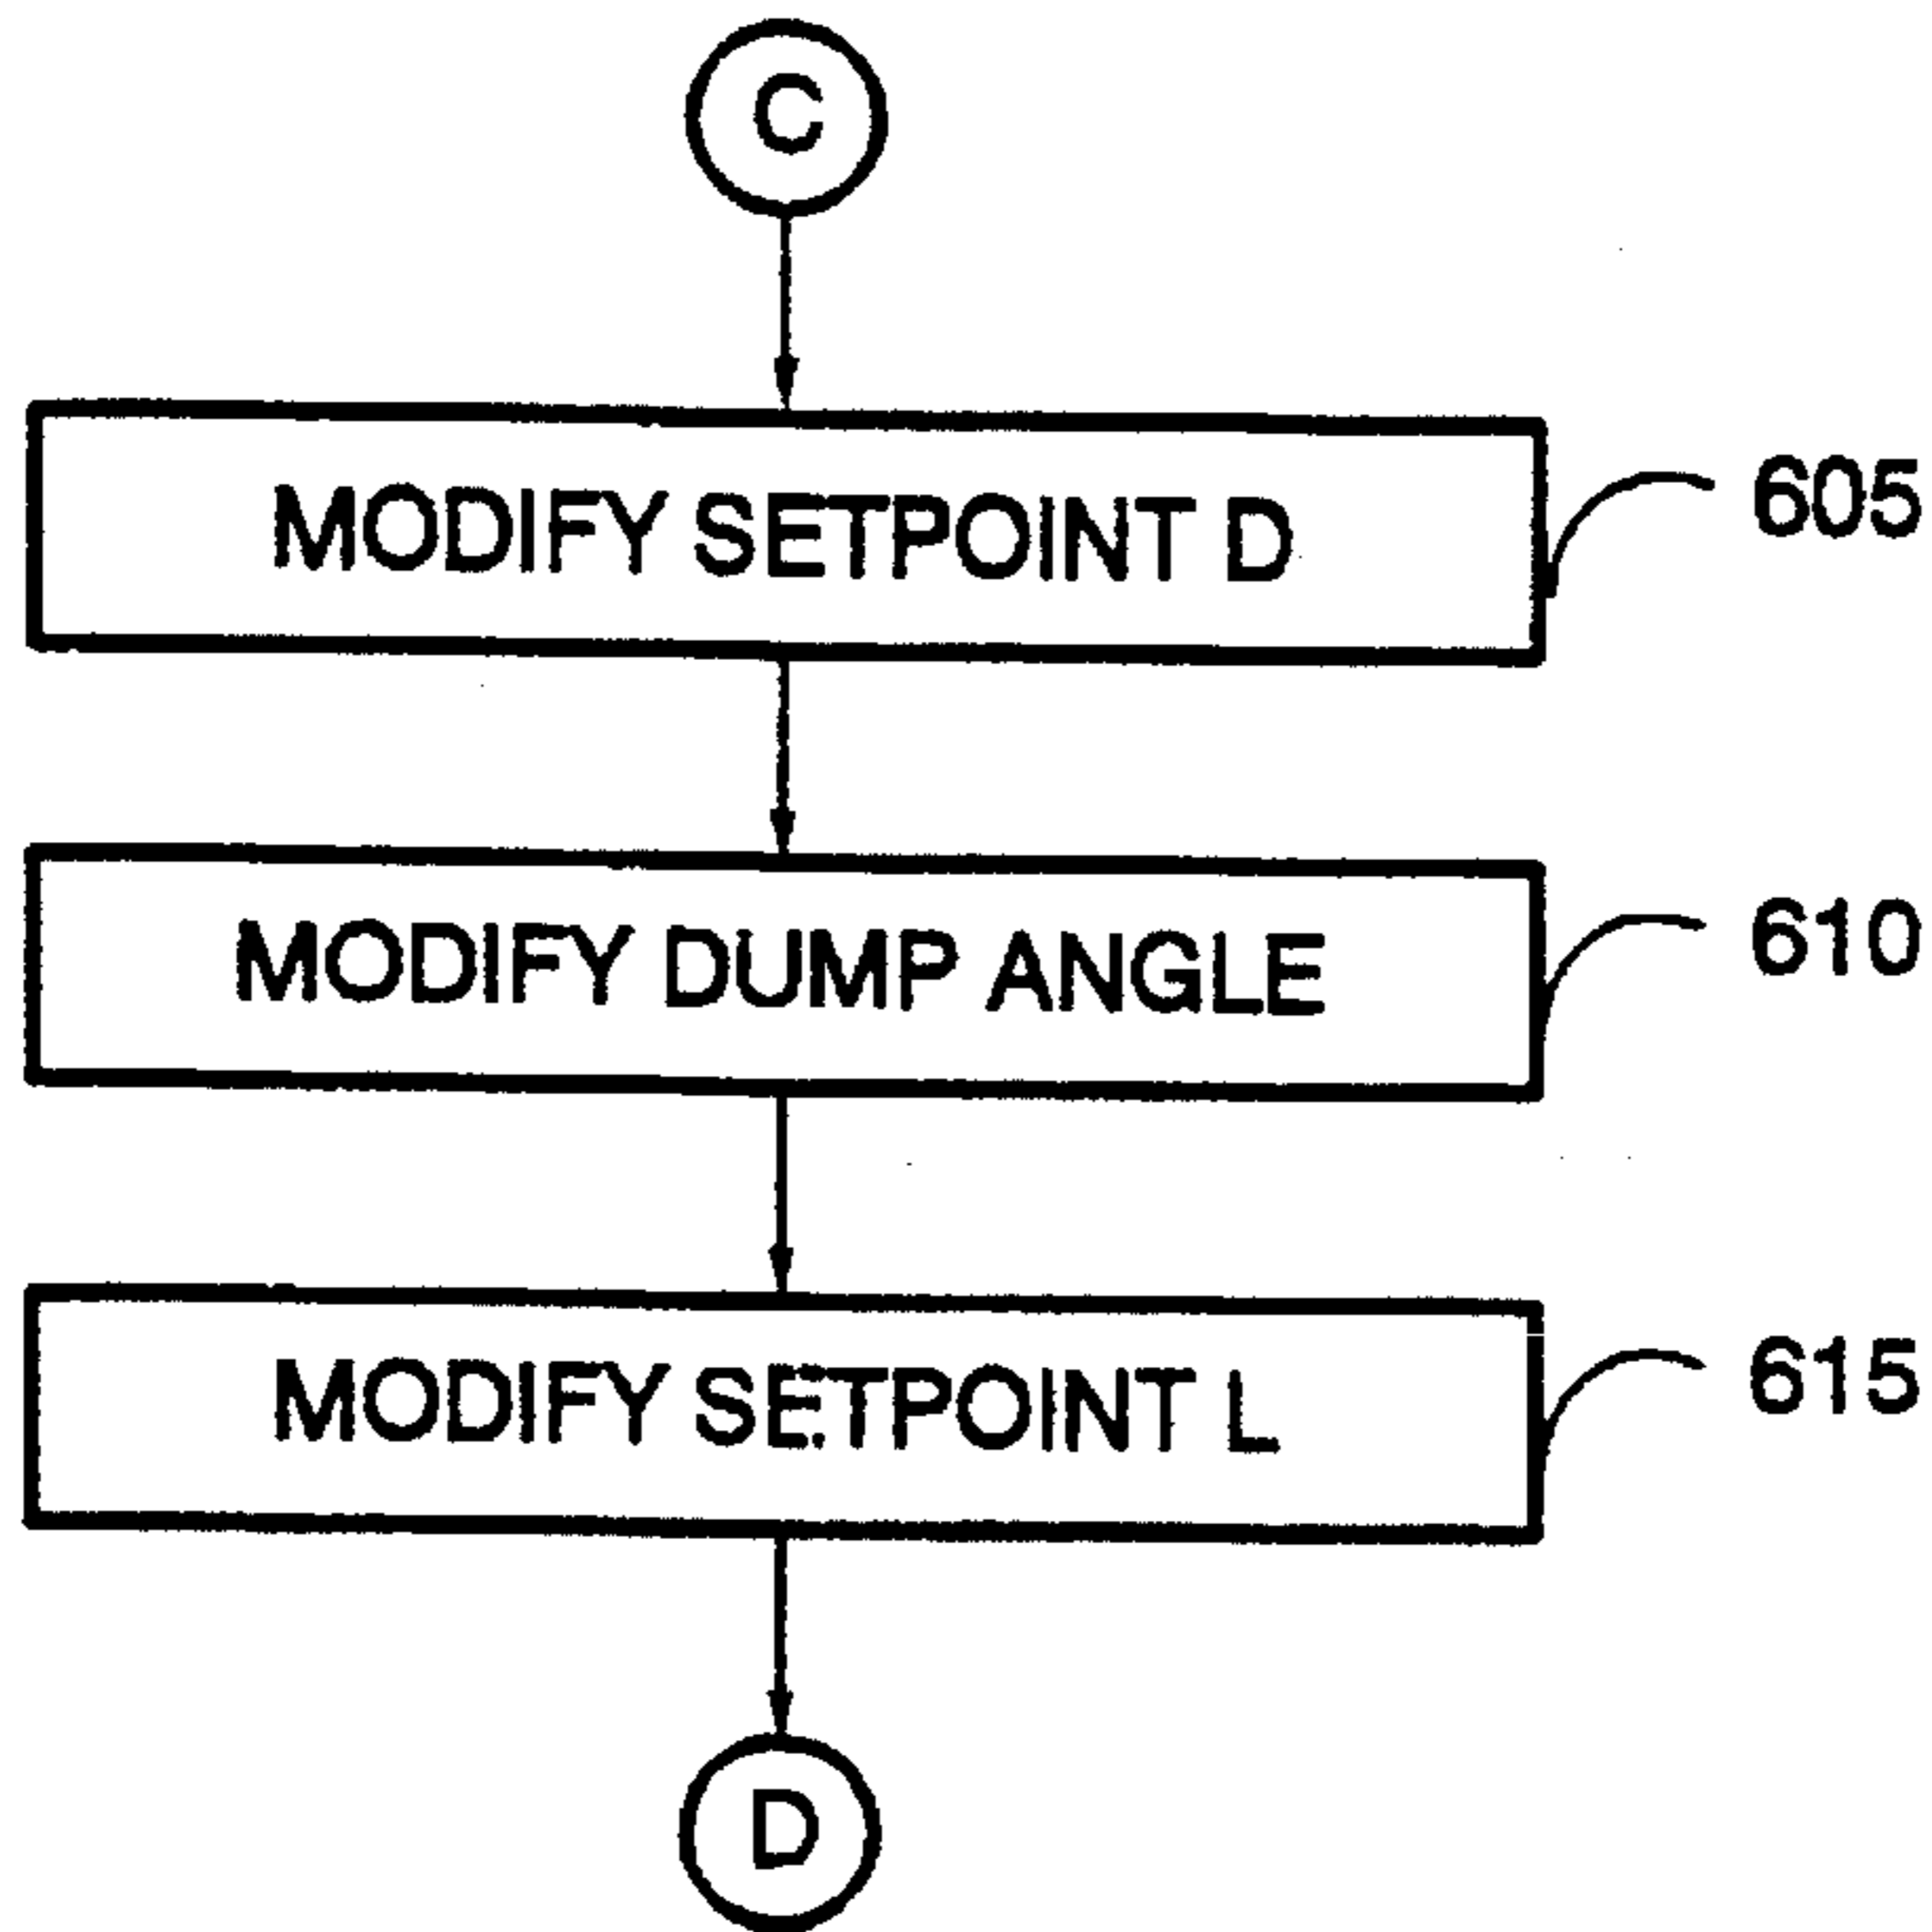 C
MODIFY SETPOINT D
605
MODIFY DUMP ANGLE
610
MODIFY SETPOINT L
615
D